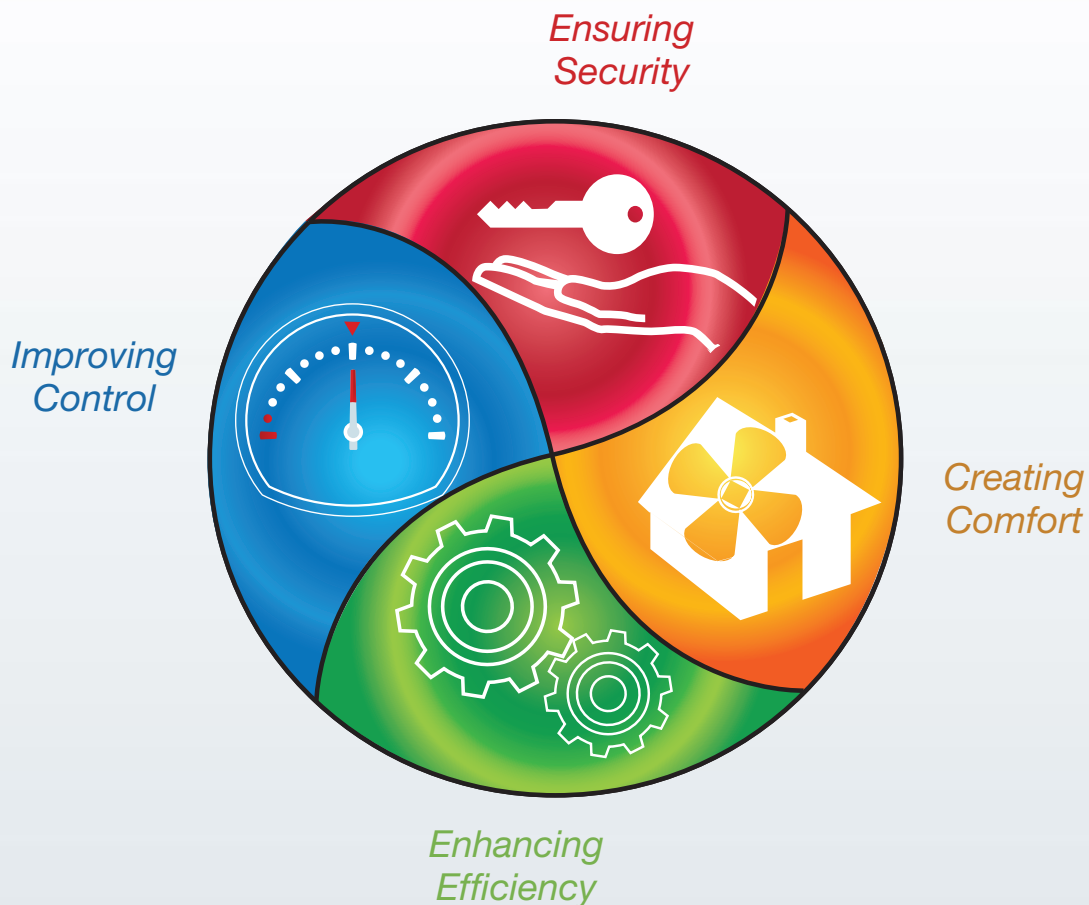 Ensuring
Security
Improving
Control
Creating
Comfort
Enhancing
Efficiency